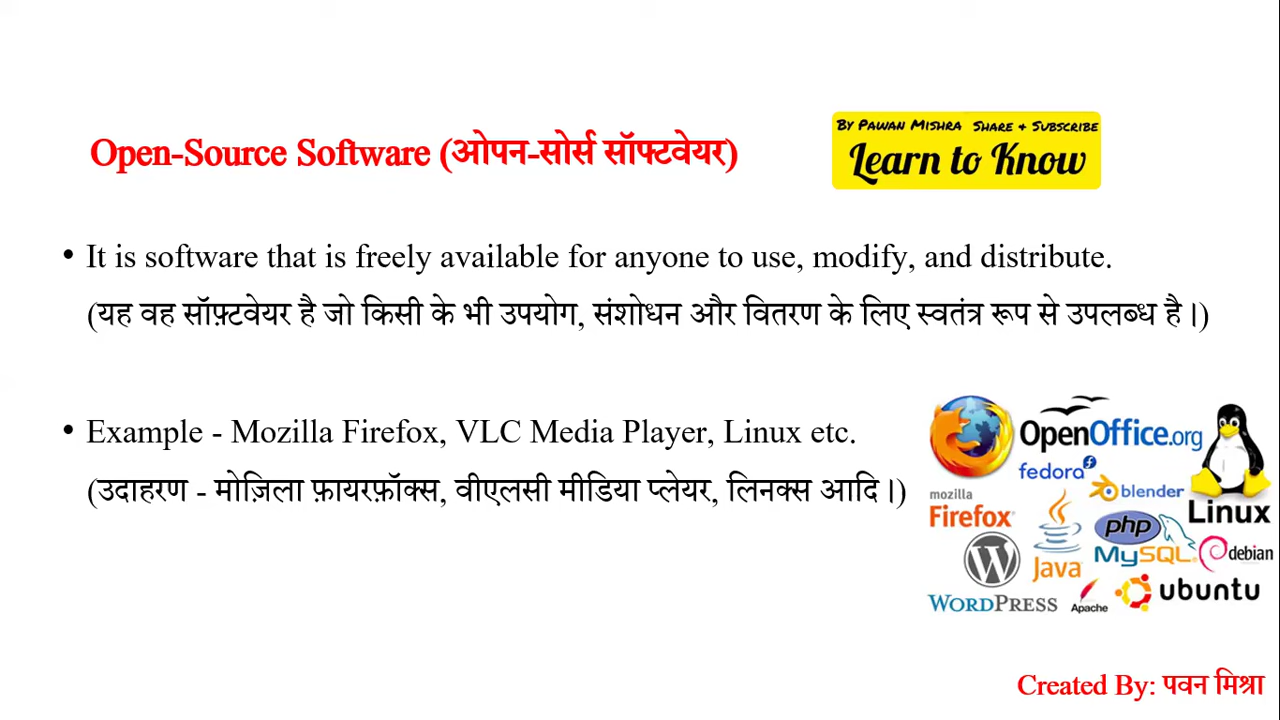 Open-Source Software (ओपन-सोर्स सॉफ्टवेयर)
By Pawan Mishra Share & Subscribe
Learn to Know
• It is software that is freely available for anyone to use, modify, and distribute.
(यह वह सॉफ़्टवेयर है जो किसी के भी उपयोग, संशोधन और वितरण के लिए स्वतंत्र रूप से उपलब्ध है।)
• Example - Mozilla Firefox, VLC Media Player, Linux etc.
(उदाहरण - मोज़िला फ़ायरफ़ॉक्स, वीएलसी मीडिया प्लेयर, लिनक्स आदि।)
OpenOffice.org
fedora
blender
mozilla
Firefox
Linux
php
MySQL
debian
Java
WordPress
Apache
ubuntu
Created By: पवन मिश्रा